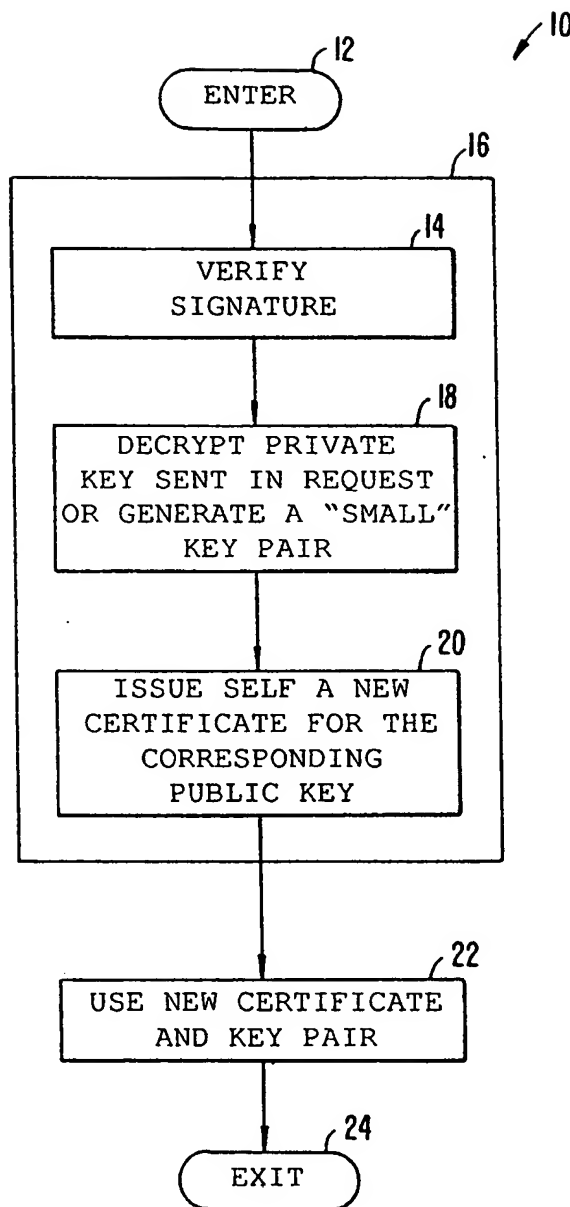 10
12
ENTER
16
14
VERIFY
SIGNATURE
18
DECRYPT PRIVATE
KEY SENT IN REQUEST
OR GENERATE A “SMALL”
KEY PAIR
20
ISSUE SELF A NEW
CERTIFICATE FOR THE
CORRESPONDING
PUBLIC KEY
22
USE NEW CERTIFICATE
AND KEY PAIR
24
EXIT